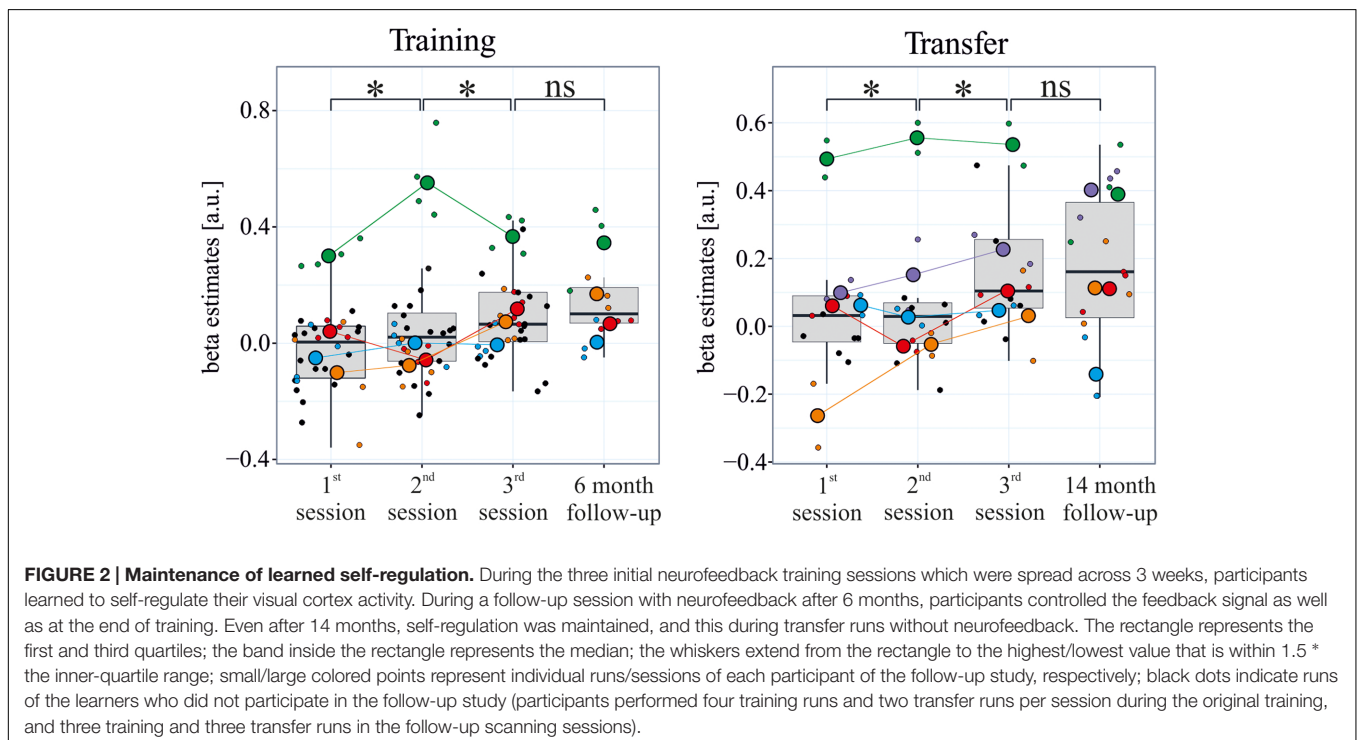 Training
Transfer
* * ns
* * ns
0.8
0.4
0.0
−0.4
beta estimates [a.u.]
0.6
0.4
0.2
0.0
−0.2
−0.4
beta estimates [a.u.]
1st session
2nd session
3rd session
6 month follow-up
1st session
2nd session
3rd session
14 month follow-up
FIGURE 2 | Maintenance of learned self-regulation. During the three initial neurofeedback training sessions which were spread across 3 weeks, participants
learned to self-regulate their visual cortex activity. During a follow-up session with neurofeedback after 6 months, participants controlled the feedback signal as well
as at the end of training. Even after 14 months, self-regulation was maintained, and this during transfer runs without neurofeedback. The rectangle represents the
first and third quartiles; the band inside the rectangle represents the median; the whiskers extend from the rectangle to the highest/lowest value that is within 1.5 *
the inner-quartile range; small/large colored points represent individual runs/sessions of each participant of the follow-up study, respectively; black dots indicate runs
of the learners who did not participate in the follow-up study (participants performed four training runs and two transfer runs per session during the original training,
and three training and three transfer runs in the follow-up scanning sessions).